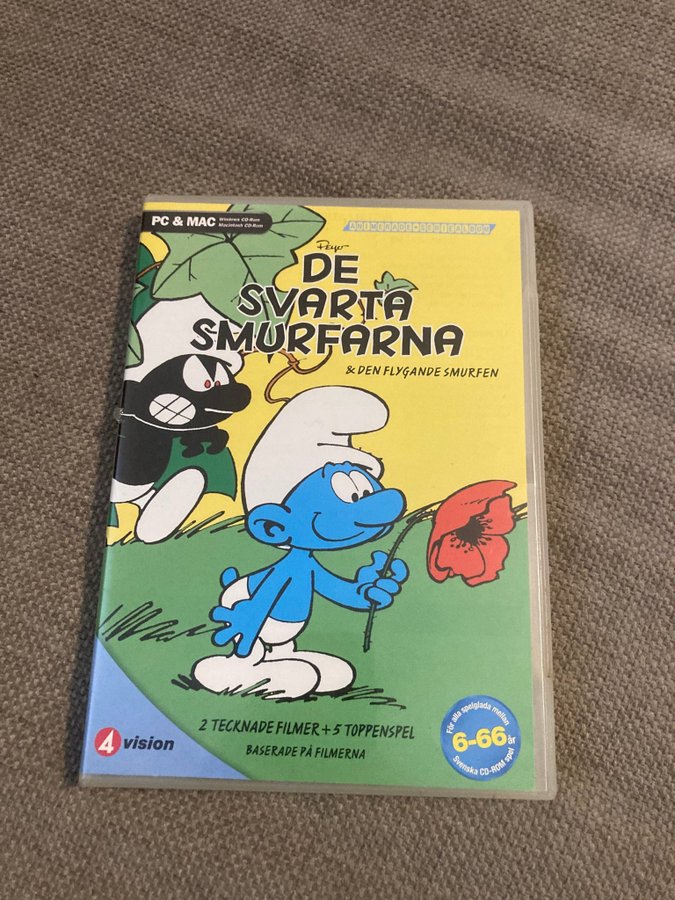 PC & MAC
Windows CD-Rom
Macintosh CD-Rom
ANIMERADE•SERIEALBUM
Peyo
DE
SVARTA
SMURFARNA
& DEN FLYGANDE SMURFEN
2 TECKNADE FILMER + 5 TOPPENSPEL
BASERADE PÅ FILMERNA
4 vision
För alla spelglada mellan
6-66 år
Svenska CD-ROM spel